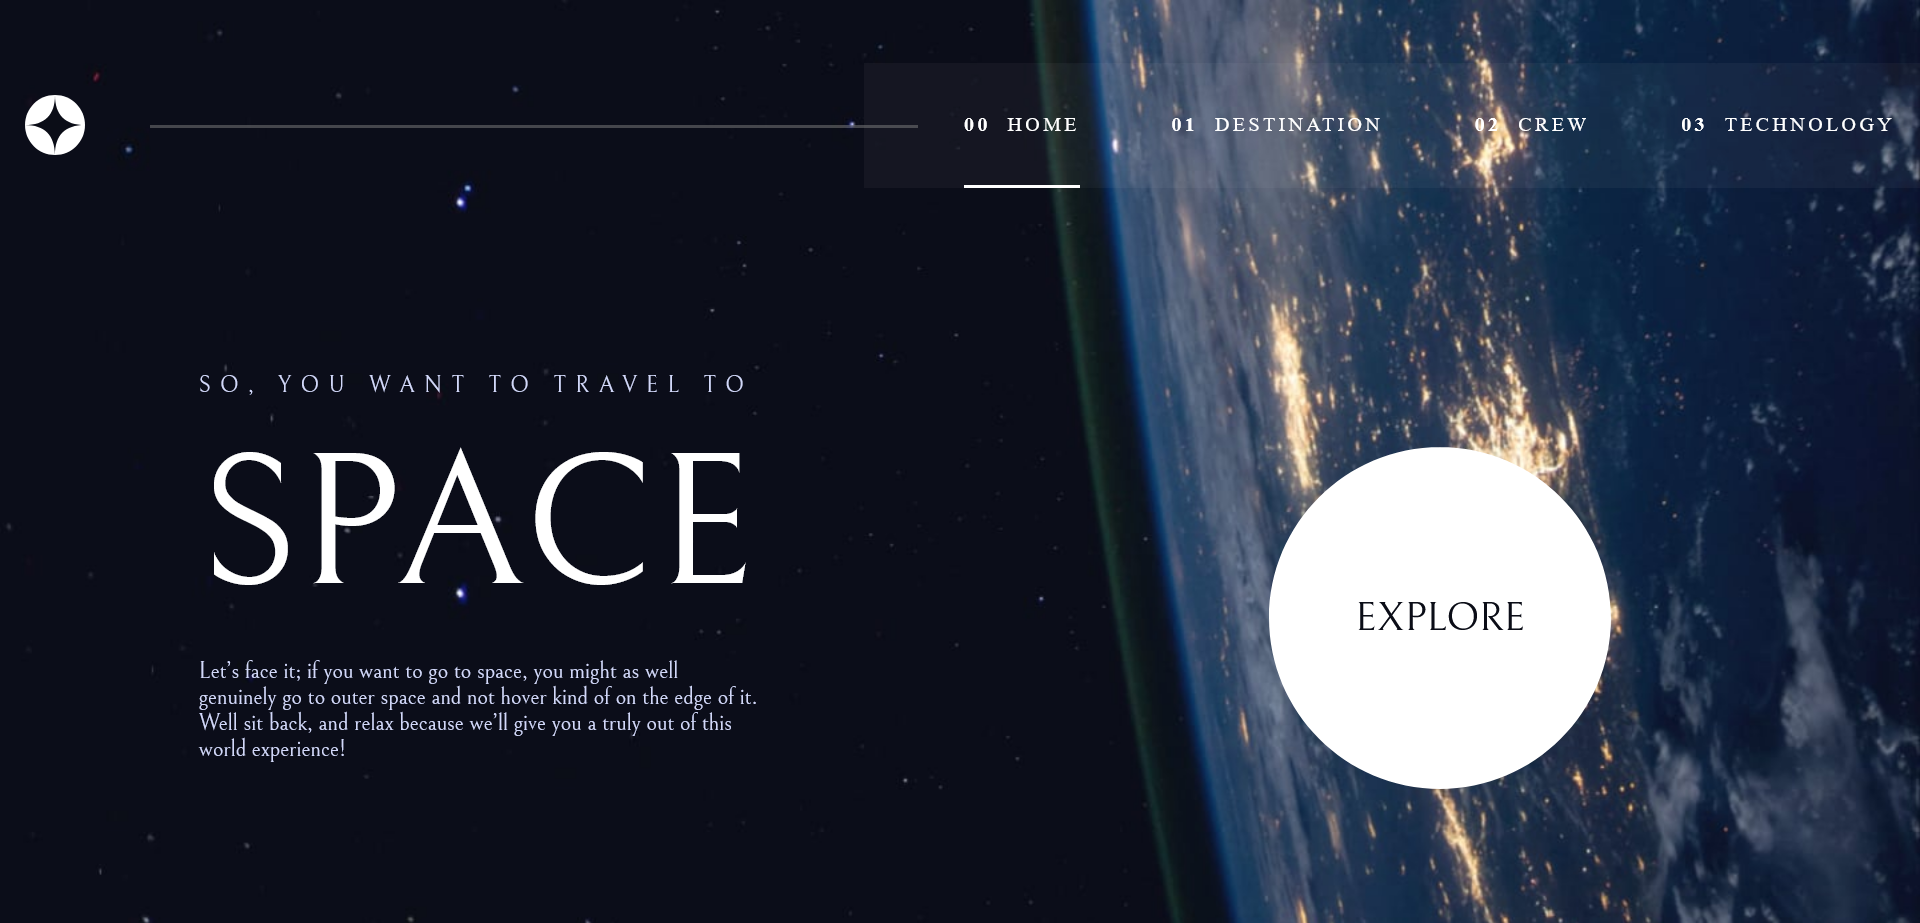 00 HOME 01 DESTINATION 02 CREW 03 TECHNOLOGY
SO, YOU WANT TO TRAVEL TO
SPACE
Let’s face it; if you want to go to space, you might as well
genuinely go to outer space and not hover kind of on the edge of it.
Well sit back, and relax because we’ll give you a truly out of this
world experience!
EXPLORE